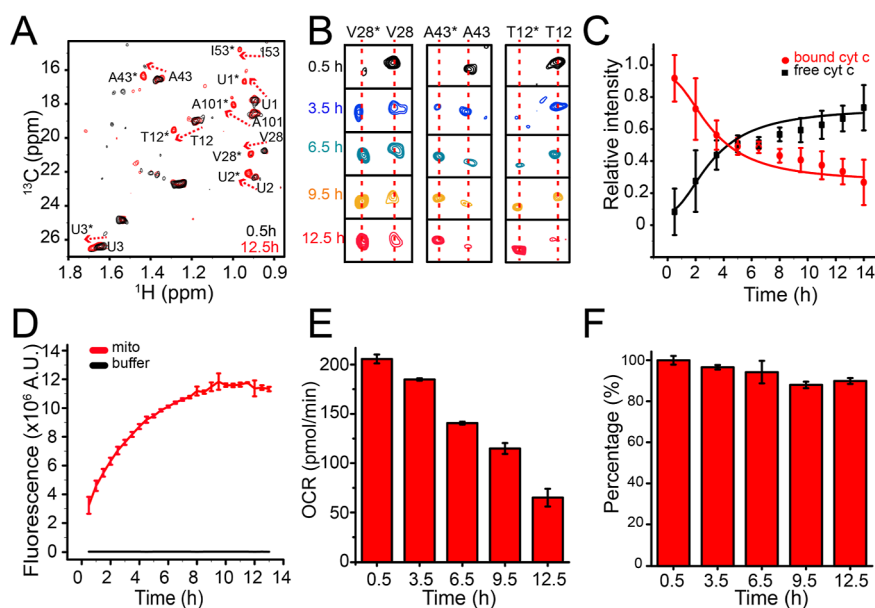 A
I53*
I53
A43*
A43
U1*
U1
A101*
A101
T12*
T12
V28
V28*
U2*
U2
U3*
U3
0.5h
12.5h
16
18
20
22
24
26
¹³C (ppm)
1.8
1.5
1.2
0.9
¹H (ppm)
B
V28* V28 A43* A43 T12* T12
0.5 h
3.5 h
6.5 h
9.5 h
12.5 h
C
bound cyt c
free cyt c
1.0
0.8
0.6
0.4
0.2
0
Relative intensity
0 2 4 6 8 10 12 14
Time (h)
D
mito
buffer
14
12
10
8
6
4
2
0
Fluorescence (x10⁶ A.U.)
0 2 4 6 8 10 12 14
Time (h)
E
200
150
100
50
0
OCR (pmol/min)
0.5 3.5 6.5 9.5 12.5
Time (h)
F
100
80
60
40
20
0
Percentage (%)
0.5 3.5 6.5 9.5 12.5
Time (h)